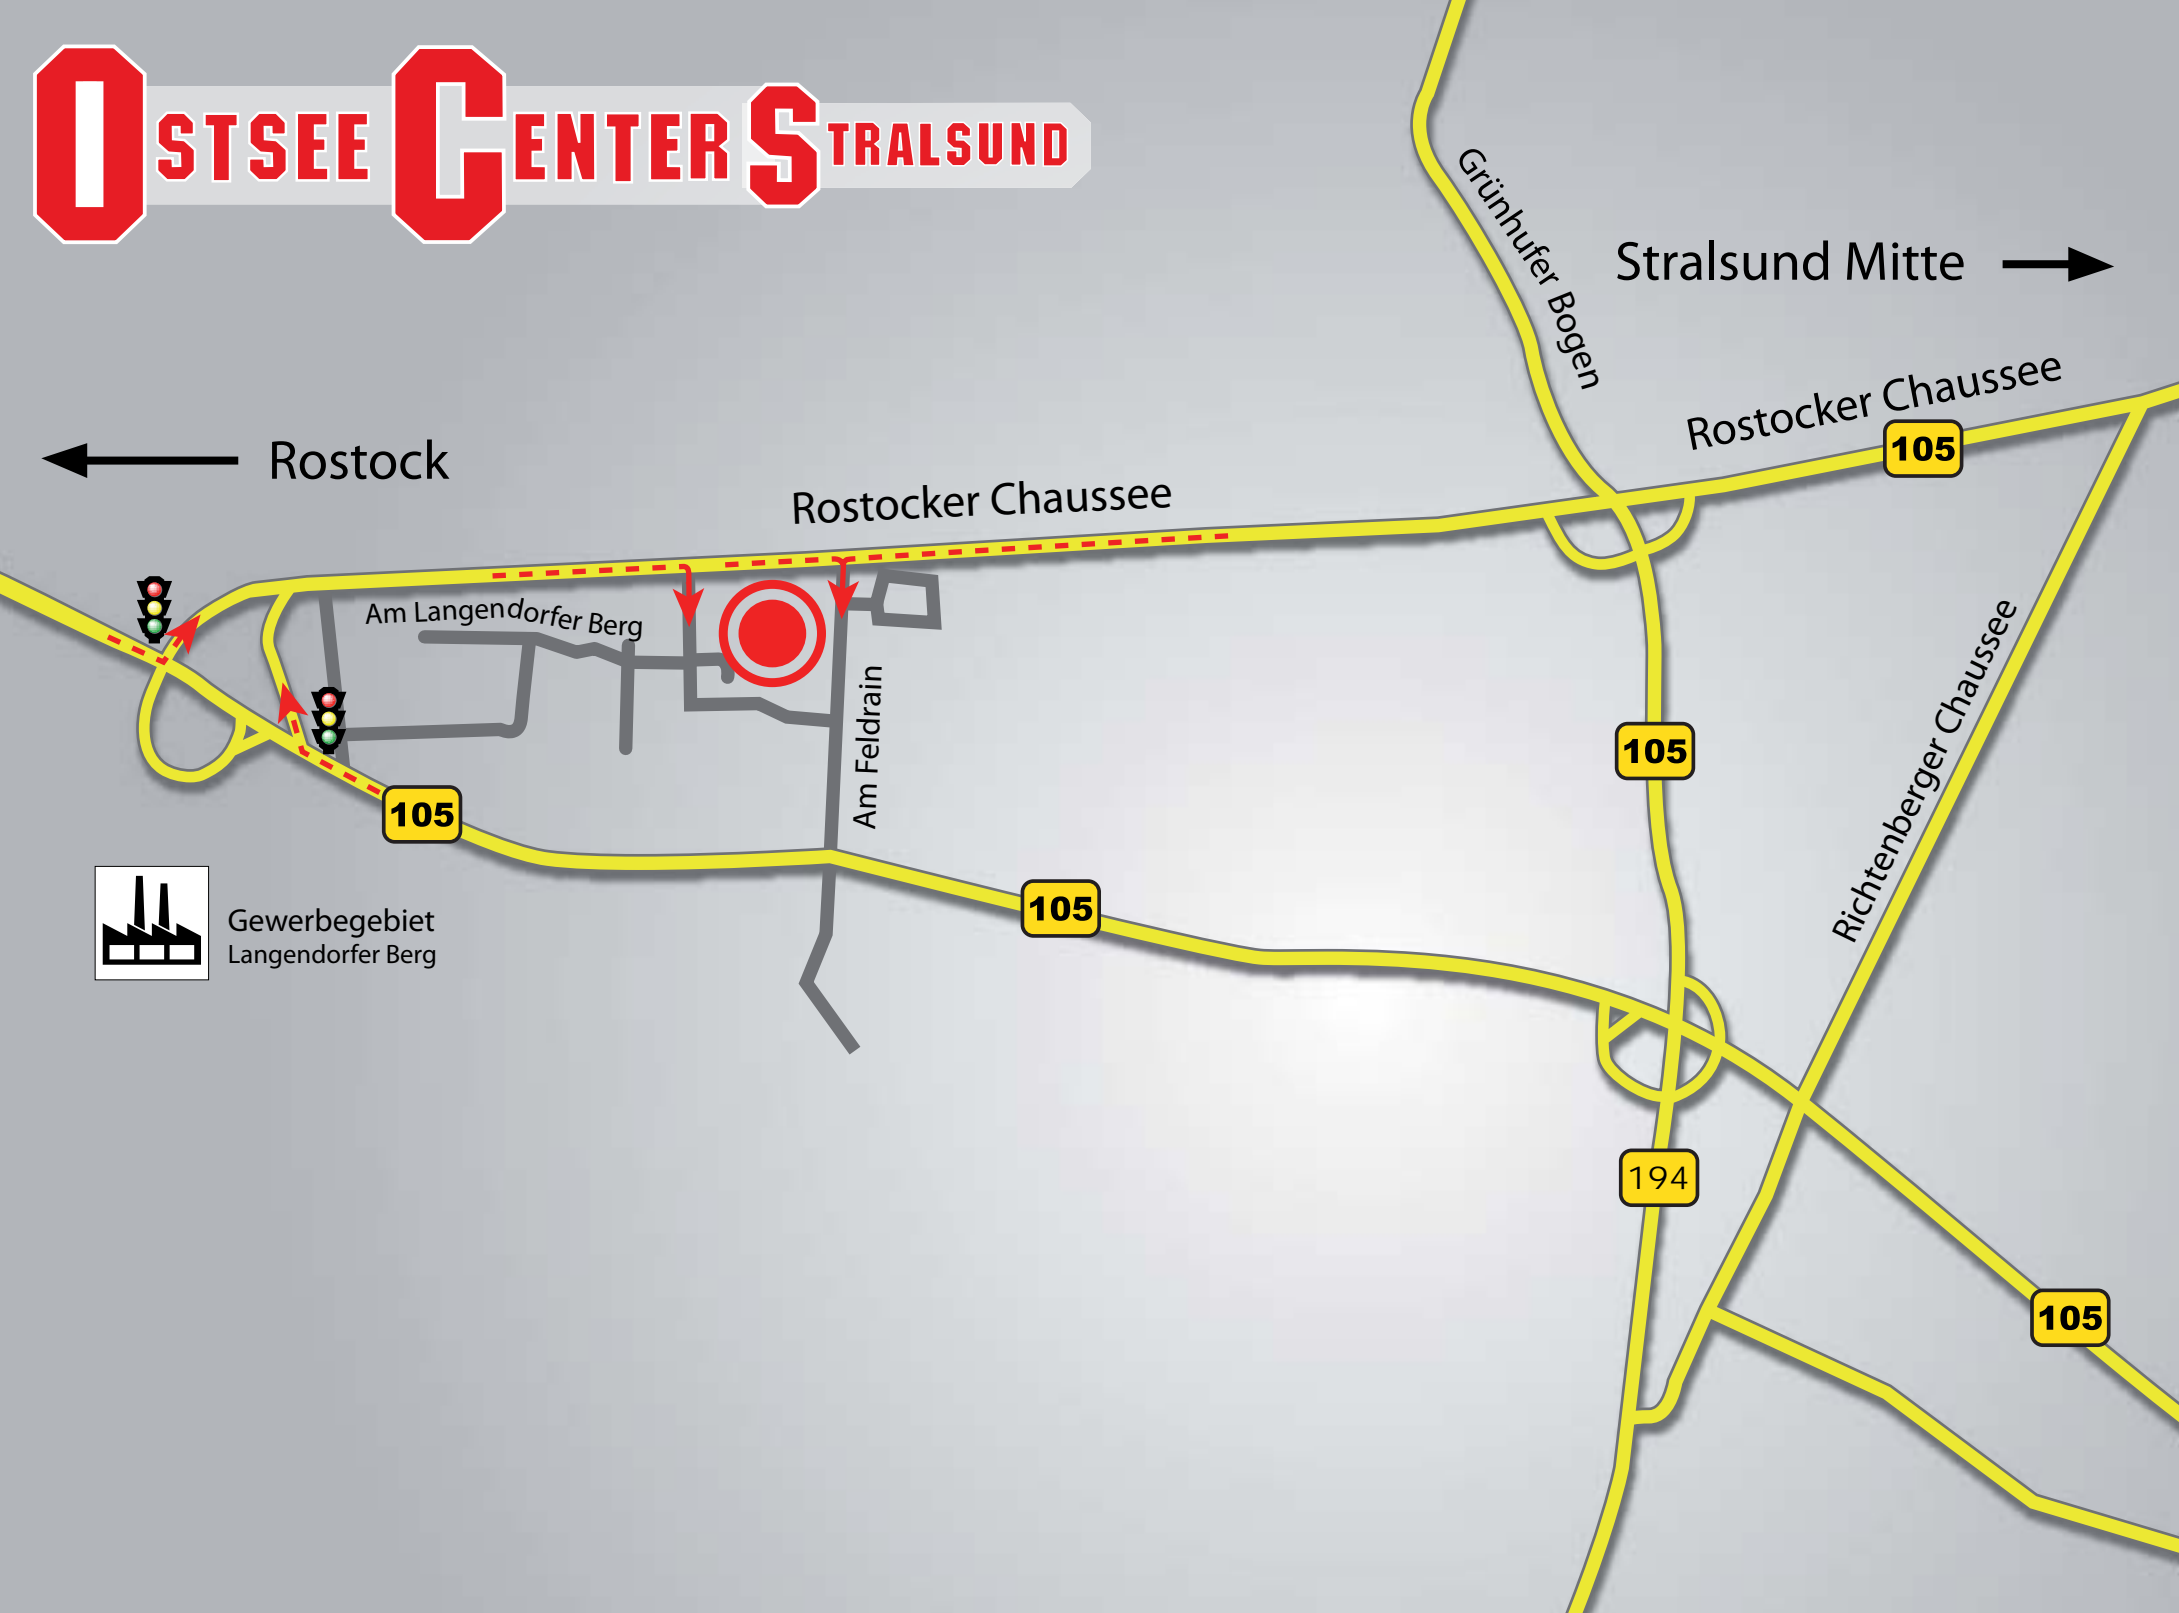 OSTSEE CENTER STRALSUND
Grünhufer Bogen
Stralsund Mitte
Rostocker Chaussee
105
Rostock
Rostocker Chaussee
Am Langendorfer Berg
Am Feldrain
Richtenberger Chaussee
105
105
105
Gewerbegebiet
Langendorfer Berg
194
105